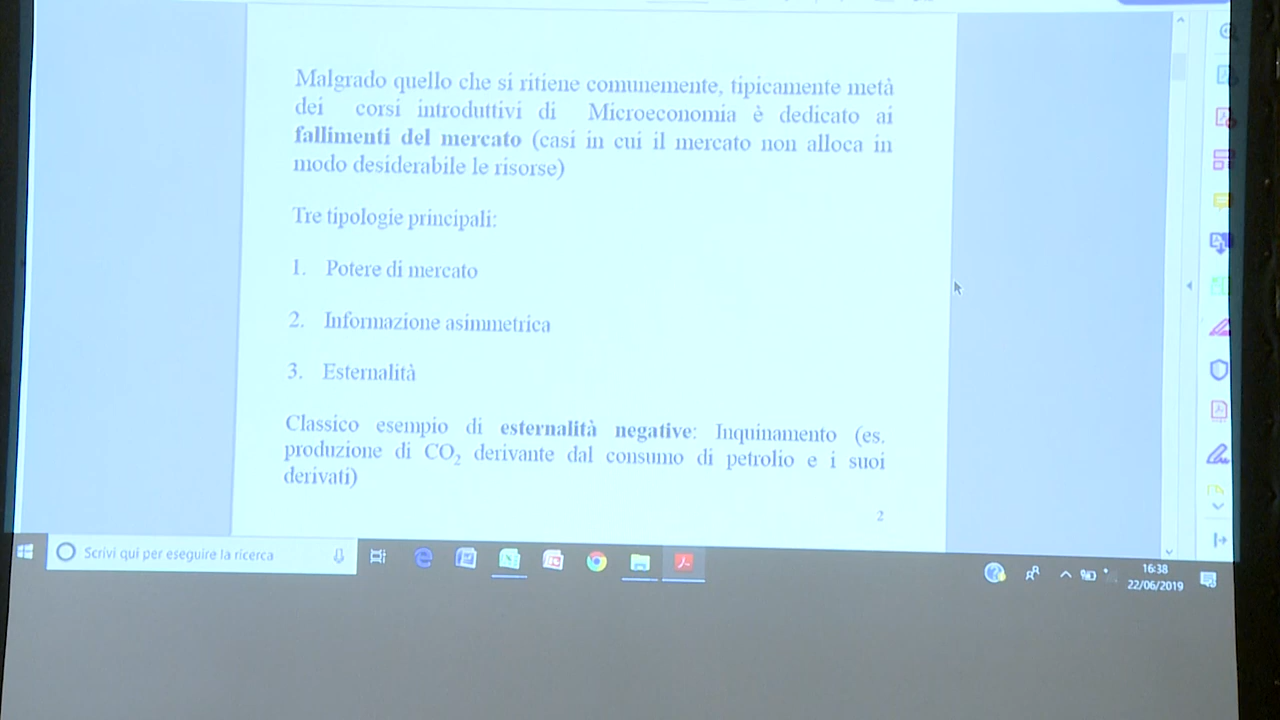 Malgrado quello che si ritiene comunemente, tipicamente metà
dei corsi introduttivi di Microeconomia è dedicato ai
fallimenti del mercato (casi in cui il mercato non alloca in
modo desiderabile le risorse)
Tre tipologie principali:
1. Potere di mercato
2. Informazione asimmetrica
3. Esternalità
Classico esempio di esternalità negative: Inquinamento (es.
produzione di CO₂ derivante dal consumo di petrolio e i suoi
derivati)
2
Scrivi qui per eseguire la ricerca
16:38
22/06/2019